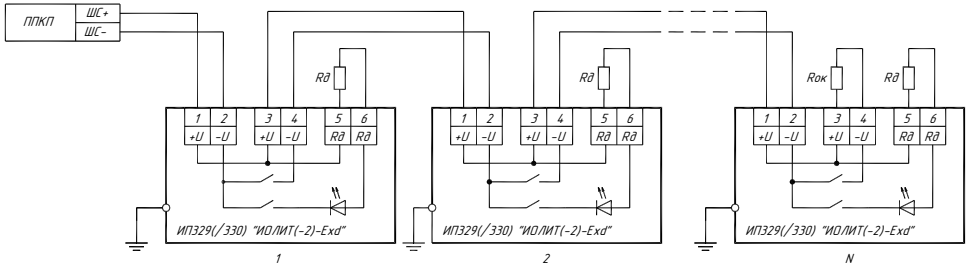 ППКП
ШС+
ШС-
Rд
Rд
Rок
Rд
1 2 3 4 5 6
+U -U +U -U Rд Rд
1 2 3 4 5 6
+U -U +U -U Rд Rд
1 2 3 4 5 6
+U -U +U -U Rд Rд
ИП329(/330) "ИОЛИТ(-2)-Exd"
ИП329(/330) "ИОЛИТ(-2)-Exd"
ИП329(/330) "ИОЛИТ(-2)-Exd"
1
2
N